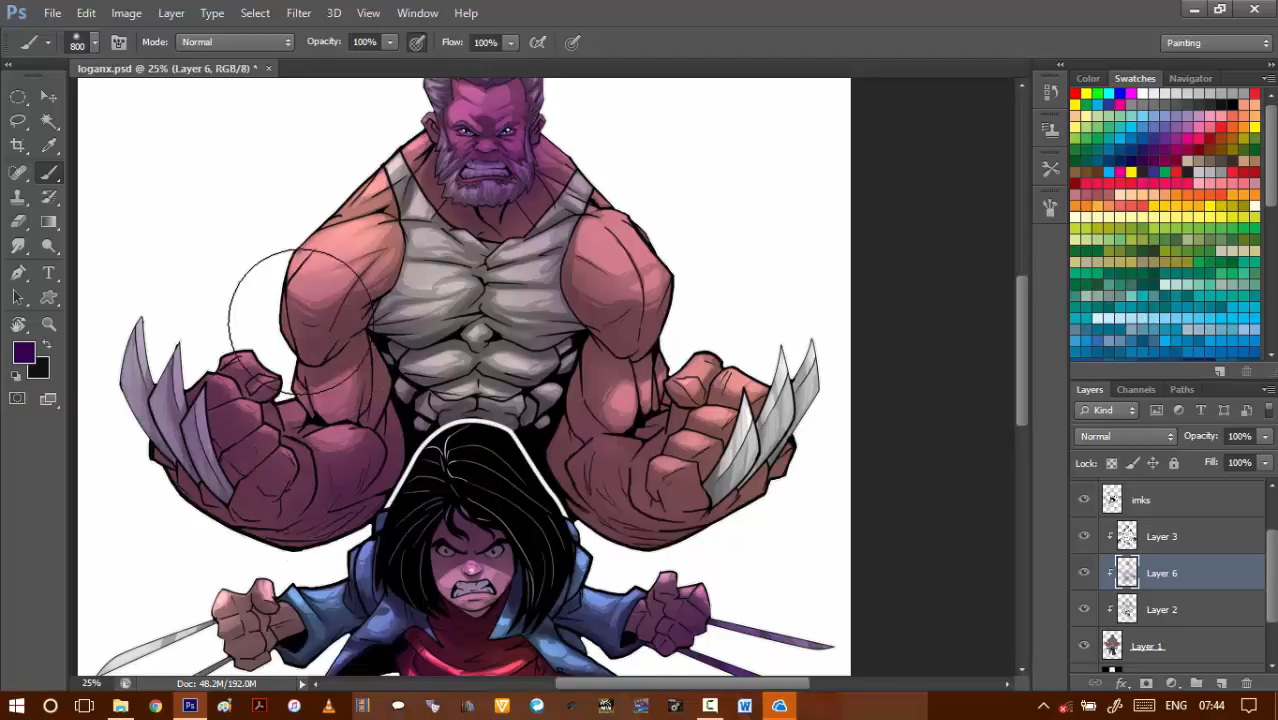 Ps File Edit Image Layer Type Select Filter 3D View Window Help
800 Mode: Normal Opacity: 100% Flow: 100% Painting
loganx.psd @ 25% (Layer 6, RGB/8) * ×
Color Swatches Navigator
Layers Channels Paths
Kind
Normal Opacity: 100%
Lock: Fill: 100%
imks
Layer 3
Layer 6
Layer 2
Layer 1
25% Doc: 48.2M/192.0M
ENG 07:44